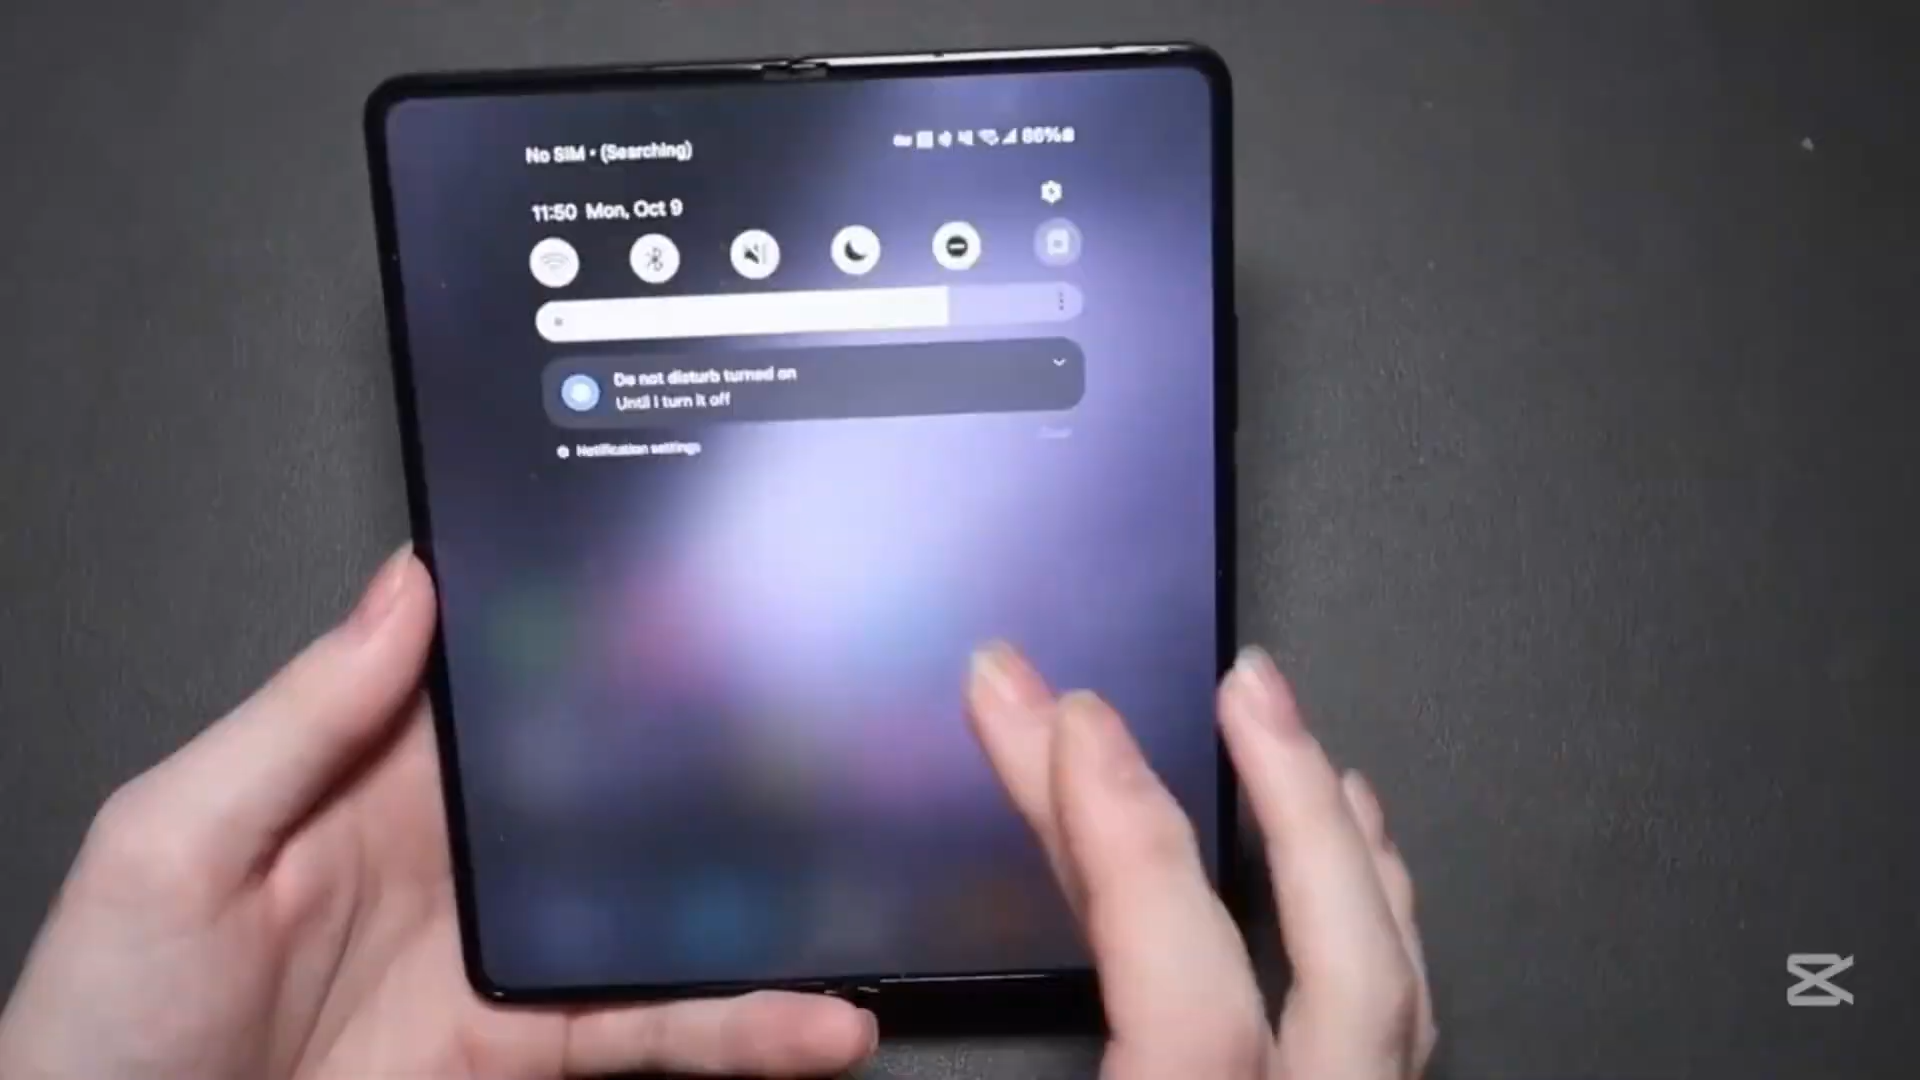 No SIM • (Searching)
86%
11:50 Mon, Oct 9
Do not disturb turned on
Until I turn it off
Notification settings